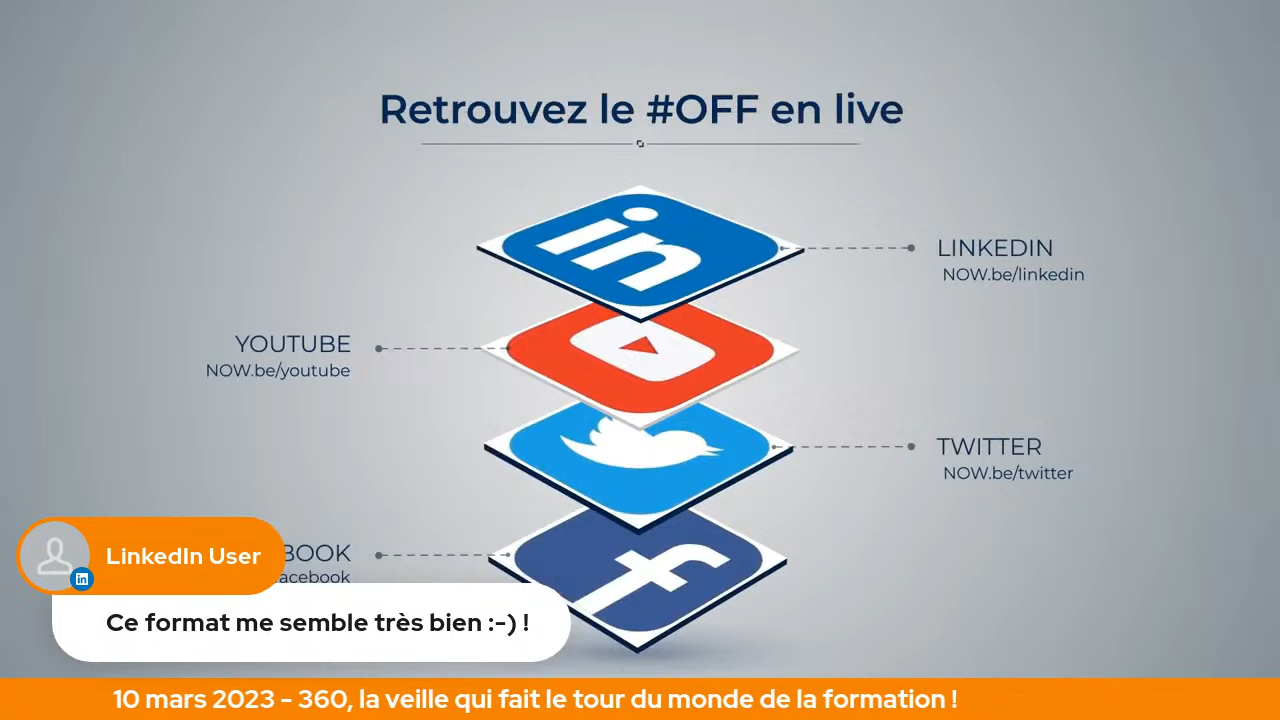 Retrouvez le #OFF en live
LINKEDIN
NOW.be/linkedin
YOUTUBE
NOW.be/youtube
TWITTER
NOW.be/twitter
BOOK
acebook
LinkedIn User
Ce format me semble très bien :-) !
10 mars 2023 - 360, la veille qui fait le tour du monde de la formation !